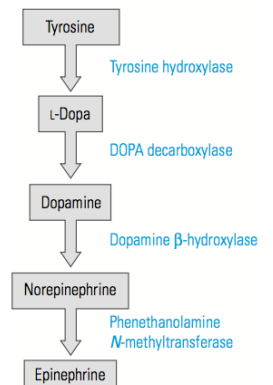 Tyrosine
Tyrosine hydroxylase
L-Dopa
DOPA decarboxylase
Dopamine
Dopamine β-hydroxylase
Norepinephrine
Phenethanolamine
N-methyltransferase
Epinephrine